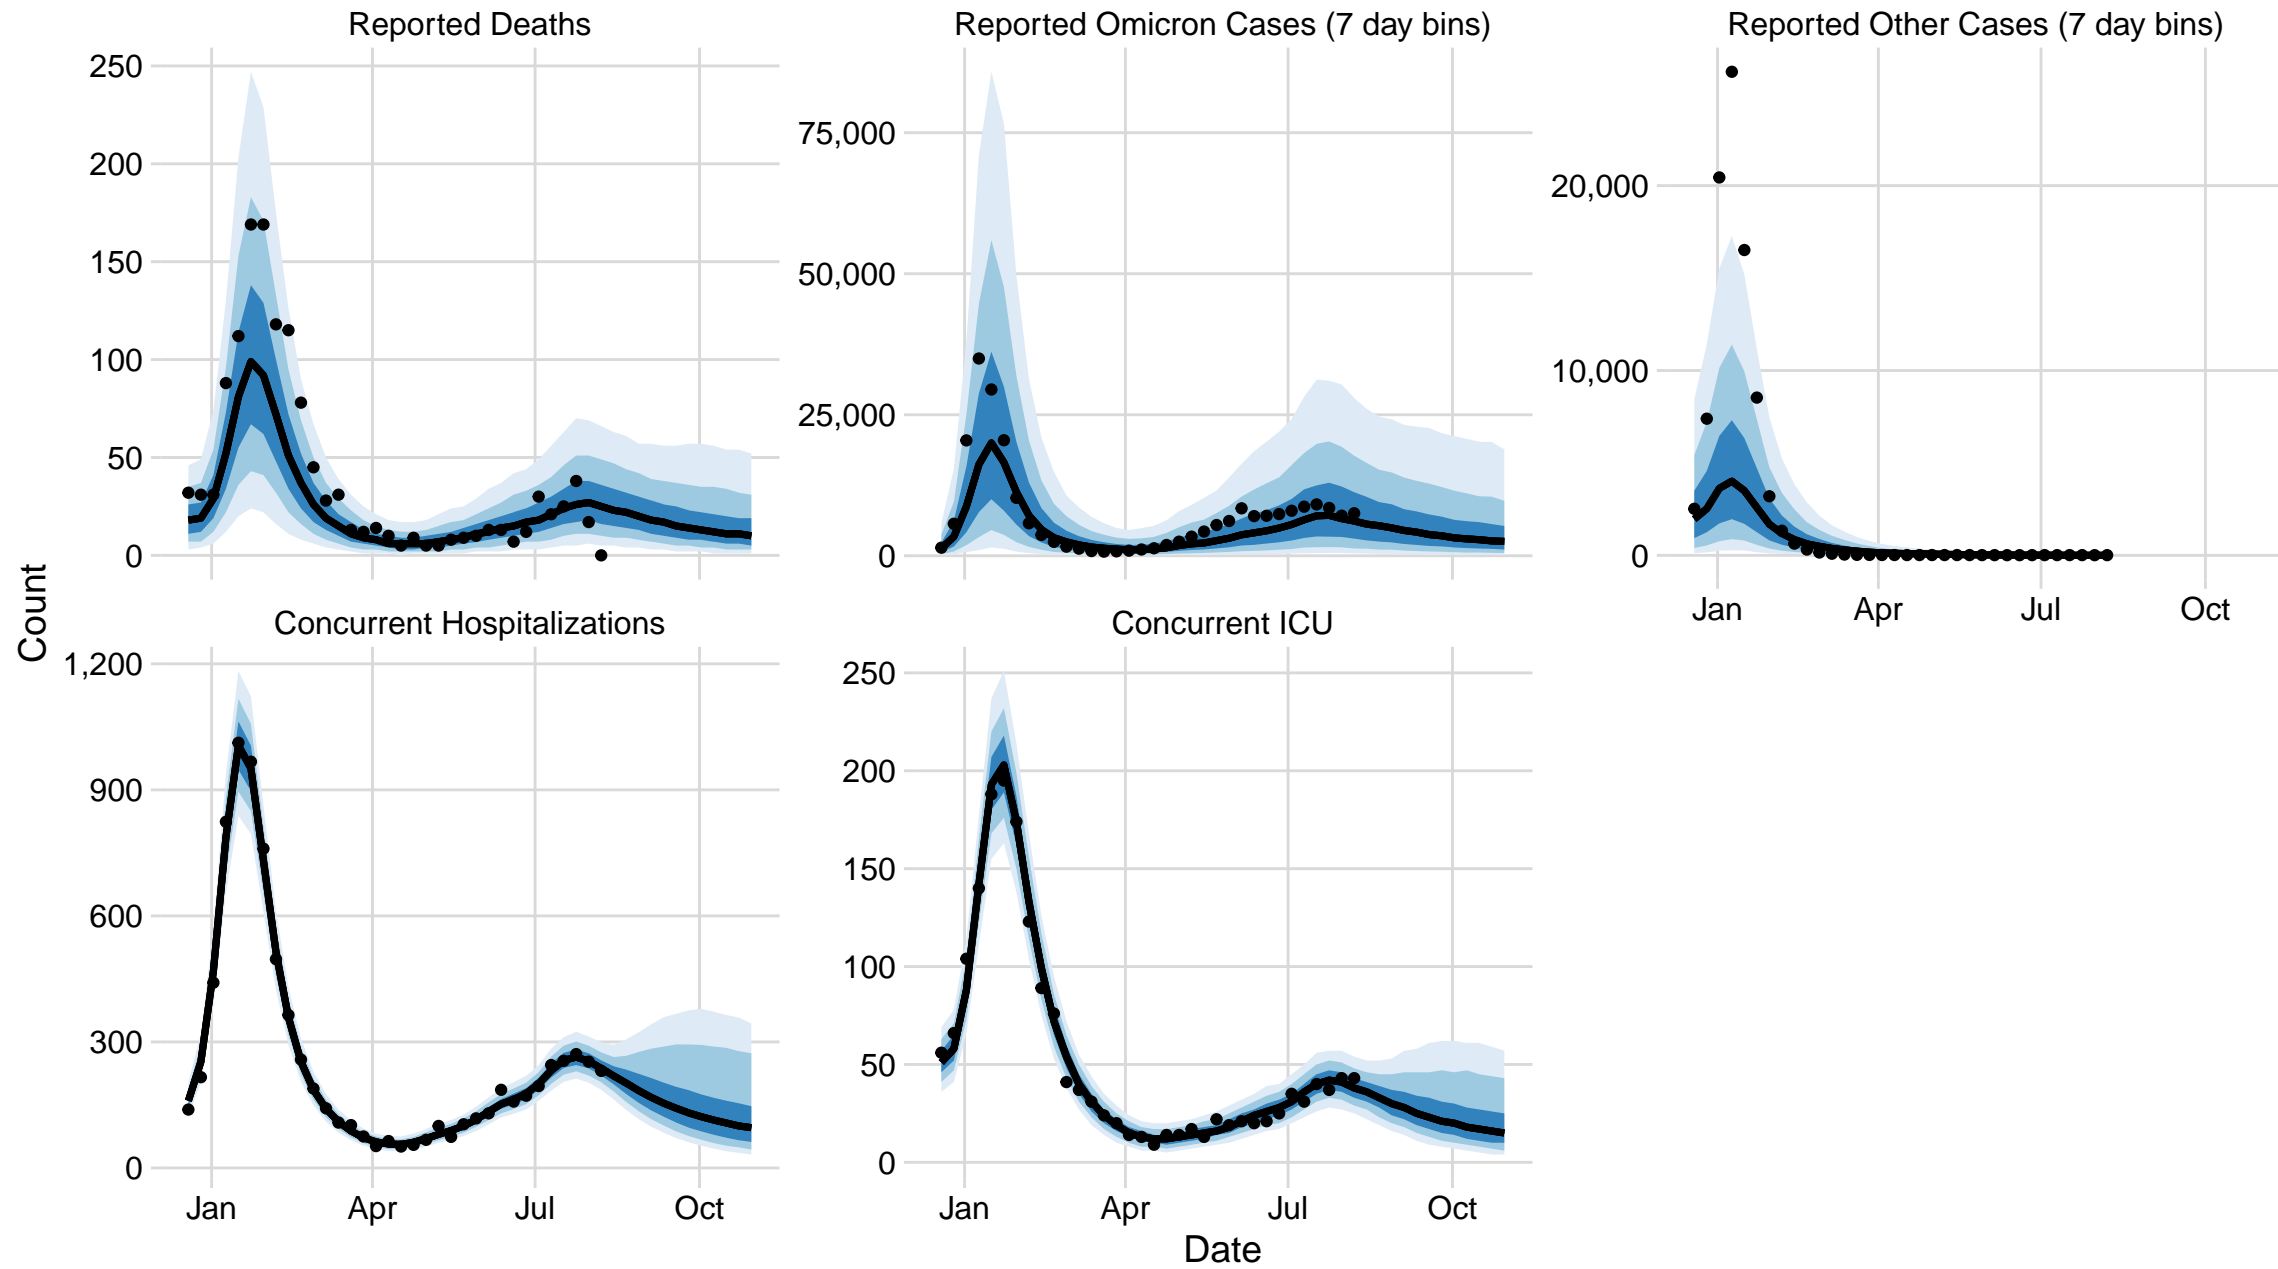 Reported Deaths
Reported Omicron Cases (7 day bins)
Reported Other Cases (7 day bins)
250
200
150
100
50
0
75,000
50,000
25,000
0
20,000
10,000
0
Jan Apr Jul Oct
Count
Concurrent Hospitalizations
Concurrent ICU
1,200
900
600
300
0
Jan Apr Jul Oct
250
200
150
100
50
0
Jan Apr Jul Oct
Date